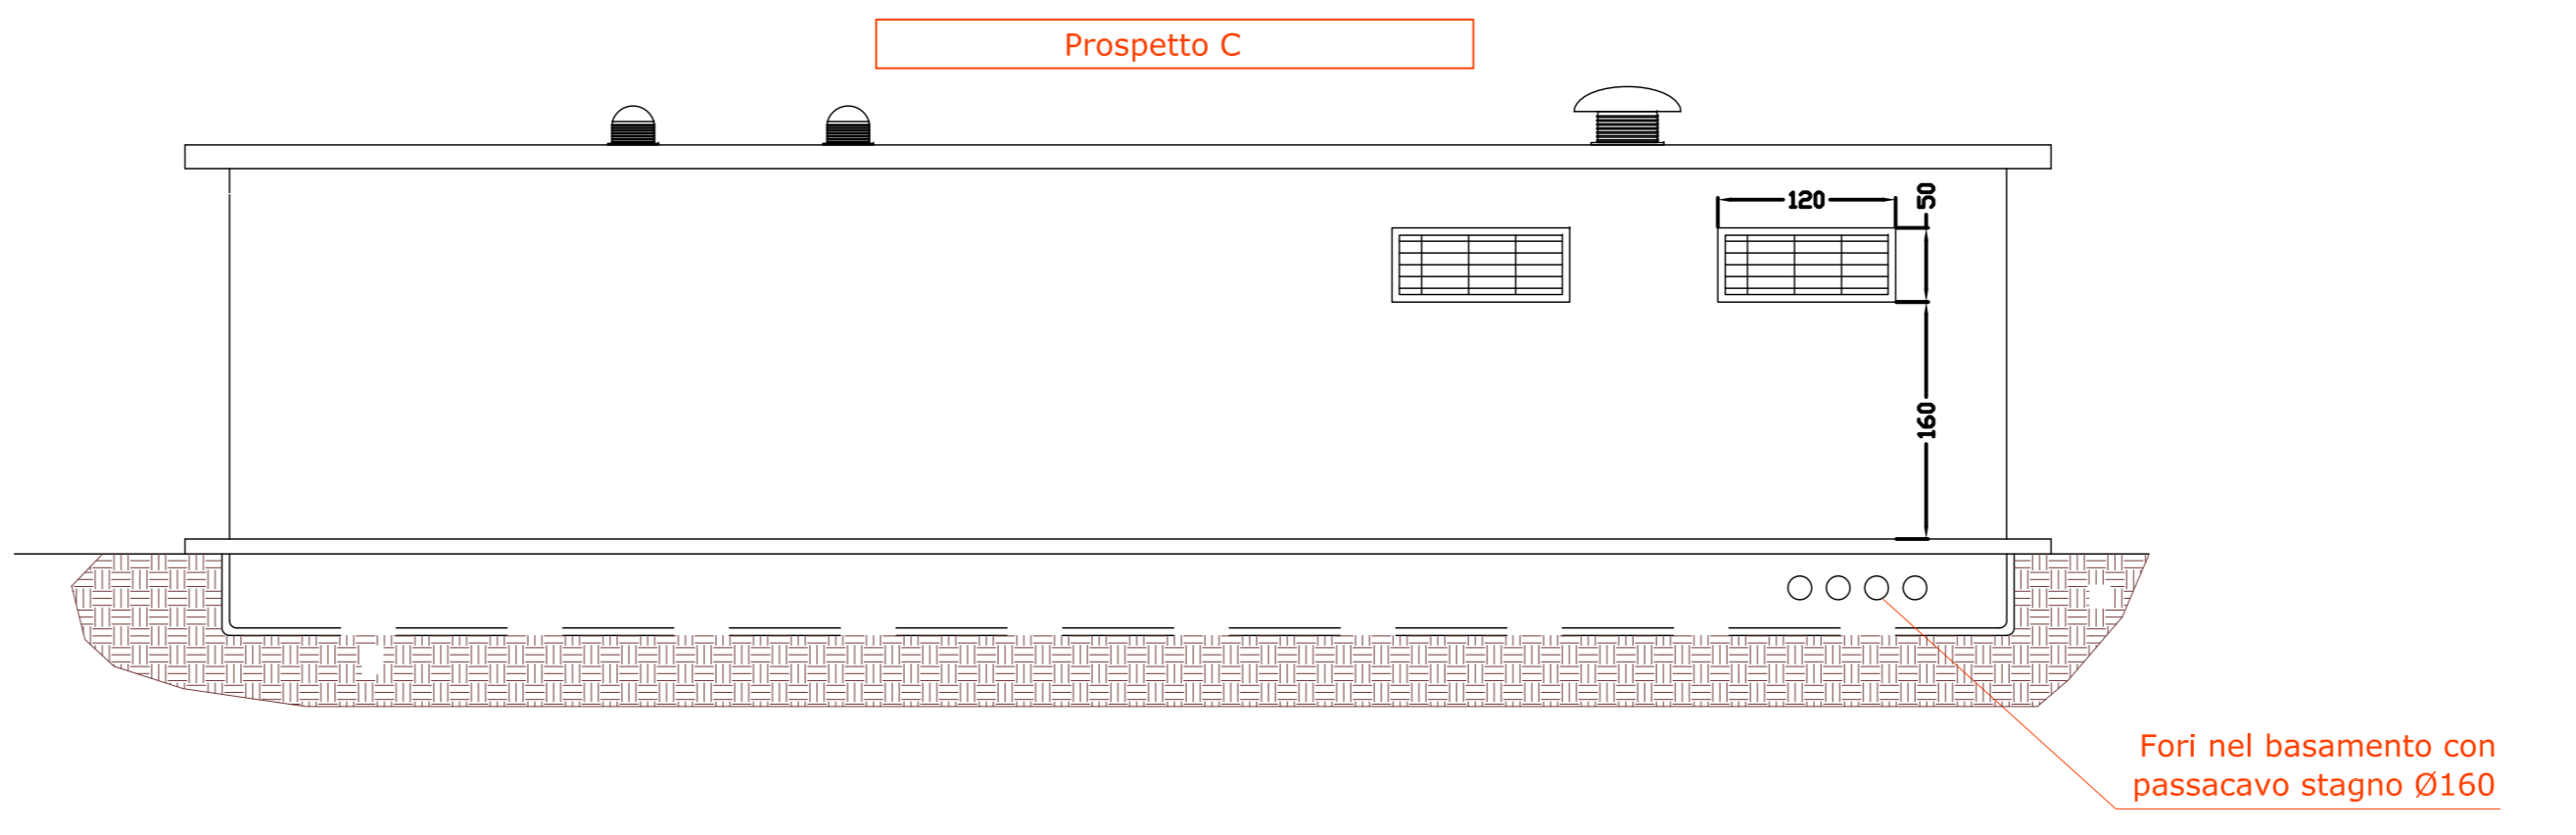 Prospetto C
120
50
160
Fori nel basamento con
passacavo stagno Ø160